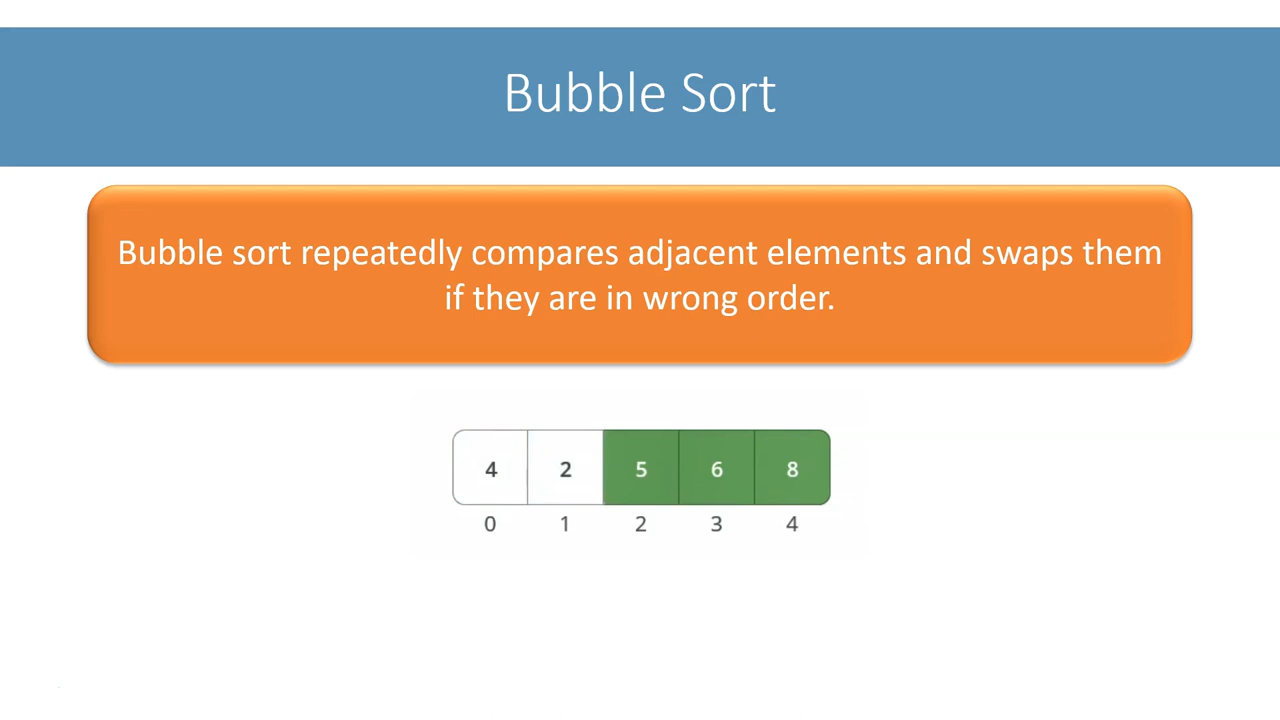 Bubble Sort
Bubble sort repeatedly compares adjacent elements and swaps them
if they are in wrong order.
4 2 5 6 8
0 1 2 3 4